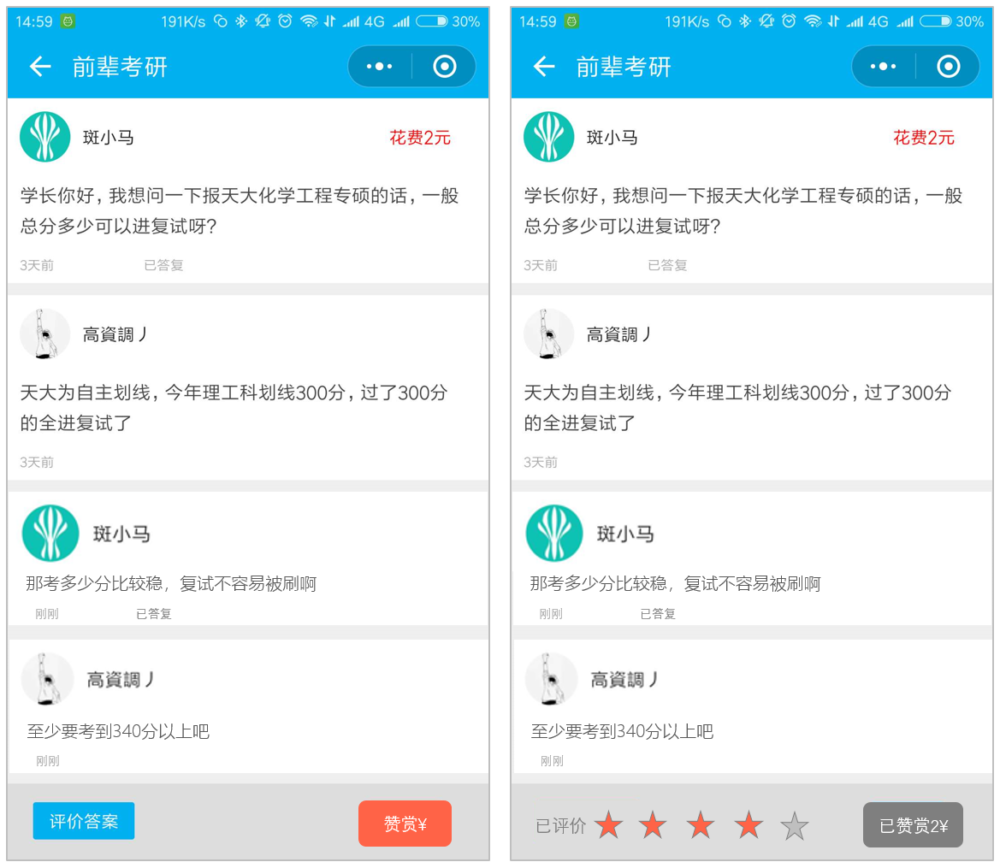 14:59 191K/s 4G 30%
前辈考研
斑小马 花费2元
学长你好，我想问一下报天大化学工程专硕的话，一般
总分多少可以进复试呀？
3天前 已答复
高資調丿
天大为自主划线，今年理工科划线300分，过了300分
的全进复试了
3天前
斑小马
那考多少分比较稳，复试不容易被刷啊
刚刚 已答复
高資調丿
至少要考到340分以上吧
刚刚
评价答案 赞赏¥
14:59 191K/s 4G 30%
前辈考研
斑小马 花费2元
学长你好，我想问一下报天大化学工程专硕的话，一般
总分多少可以进复试呀？
3天前 已答复
高資調丿
天大为自主划线，今年理工科划线300分，过了300分
的全进复试了
3天前
斑小马
那考多少分比较稳，复试不容易被刷啊
刚刚 已答复
高資調丿
至少要考到340分以上吧
刚刚
已评价 已赞赏2¥